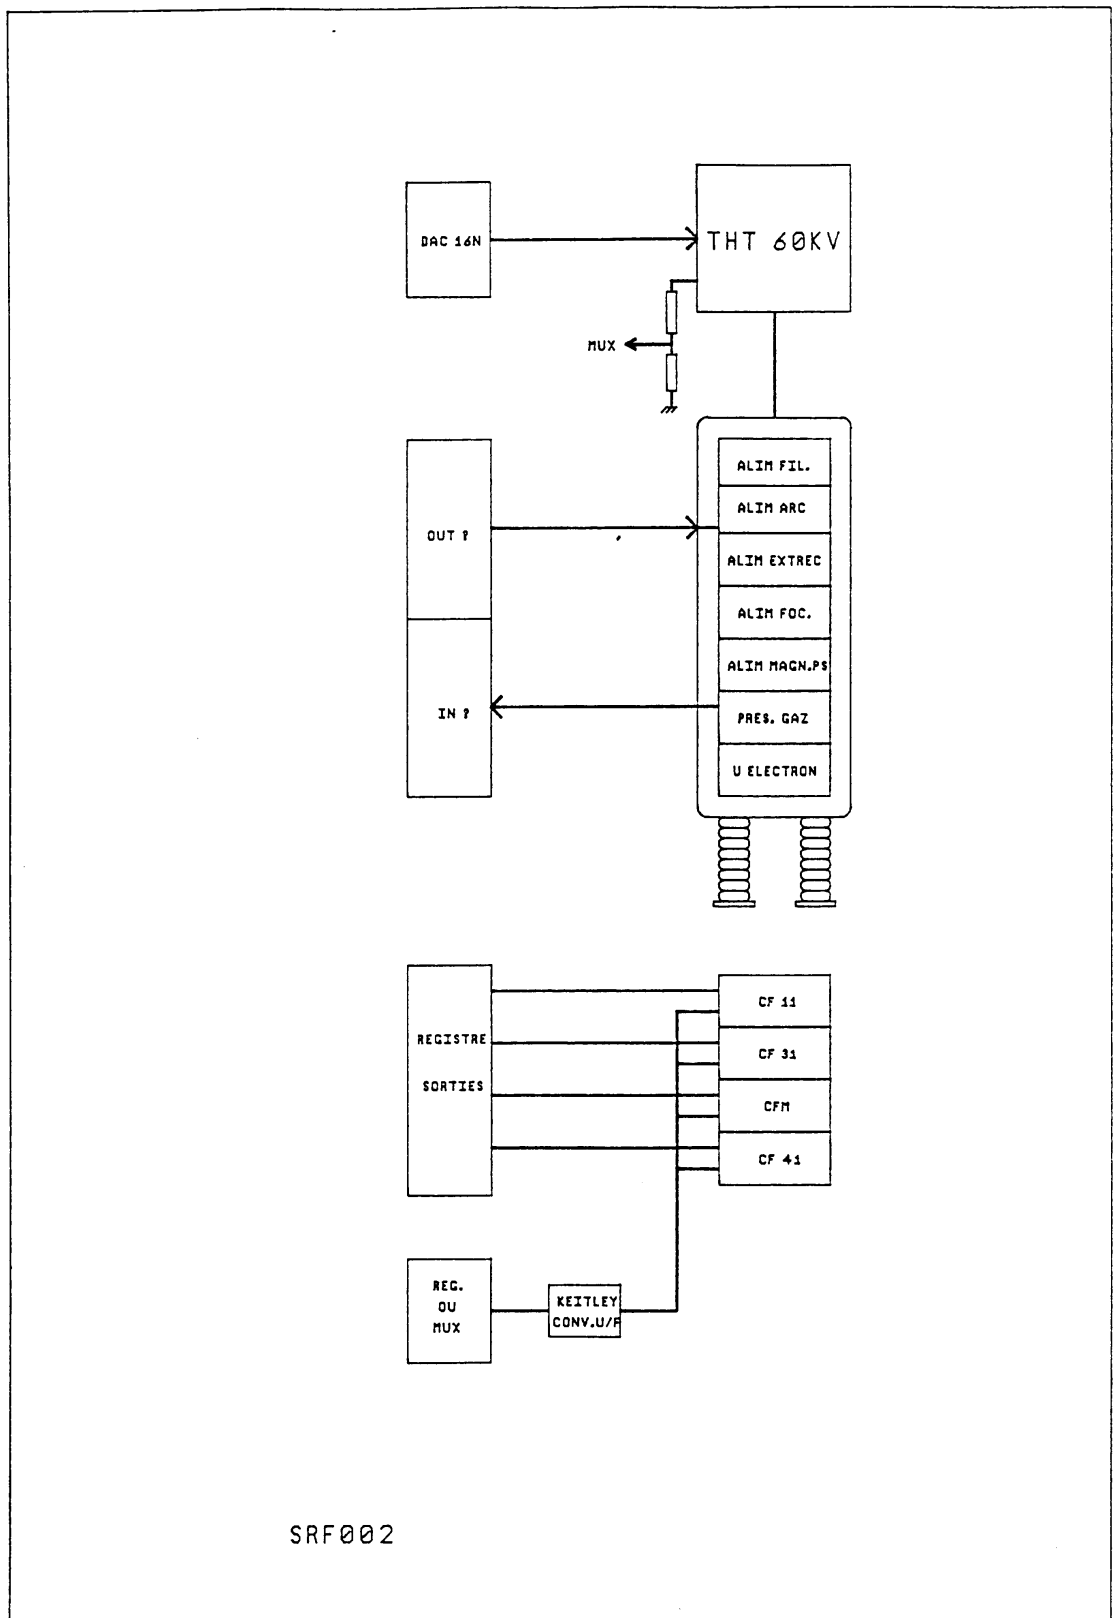 DAC 16N
THT 60KV
MUX
ALIM FIL.
ALIM ARC
OUT ?
ALIM EXTREC
ALIM FOC.
ALIM MAGN.PS
IN ?
PRES. GAZ
U ELECTRON
REGISTRE
SORTIES
CF 11
CF 31
CFM
CF 41
REG.
OU
MUX
KEITLEY
CONV.U/F
SRF002